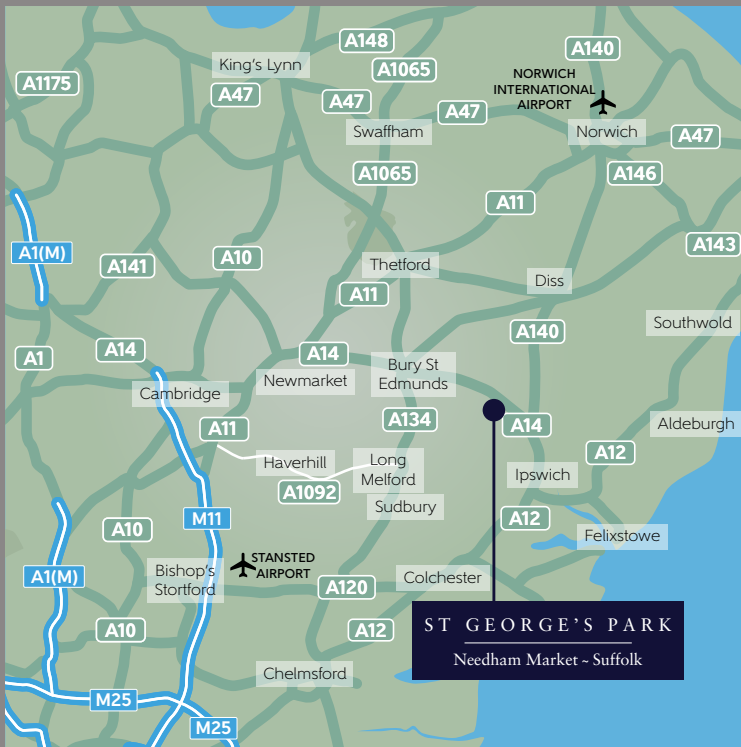 A148
A140
King's Lynn
A1065
NORWICH
INTERNATIONAL
AIRPORT
A1175
A47
A47
A47
Swaffham
Norwich
A47
A1065
A146
A11
A143
A1(M)
A10
A141
Thetford
Diss
A11
Southwold
A140
A1
A14
A14
Bury St
Edmunds
Newmarket
Cambridge
A11
A134
A14
Aldeburgh
A12
Haverhill
Long
Melford
Ipswich
A1092
Sudbury
M11
A12
A10
Felixstowe
STANSTED
AIRPORT
A1(M)
Bishop's
Stortford
Colchester
A120
A10
A12
ST GEORGE'S PARK
Needham Market ~ Suffolk
Chelmsford
M25
M25